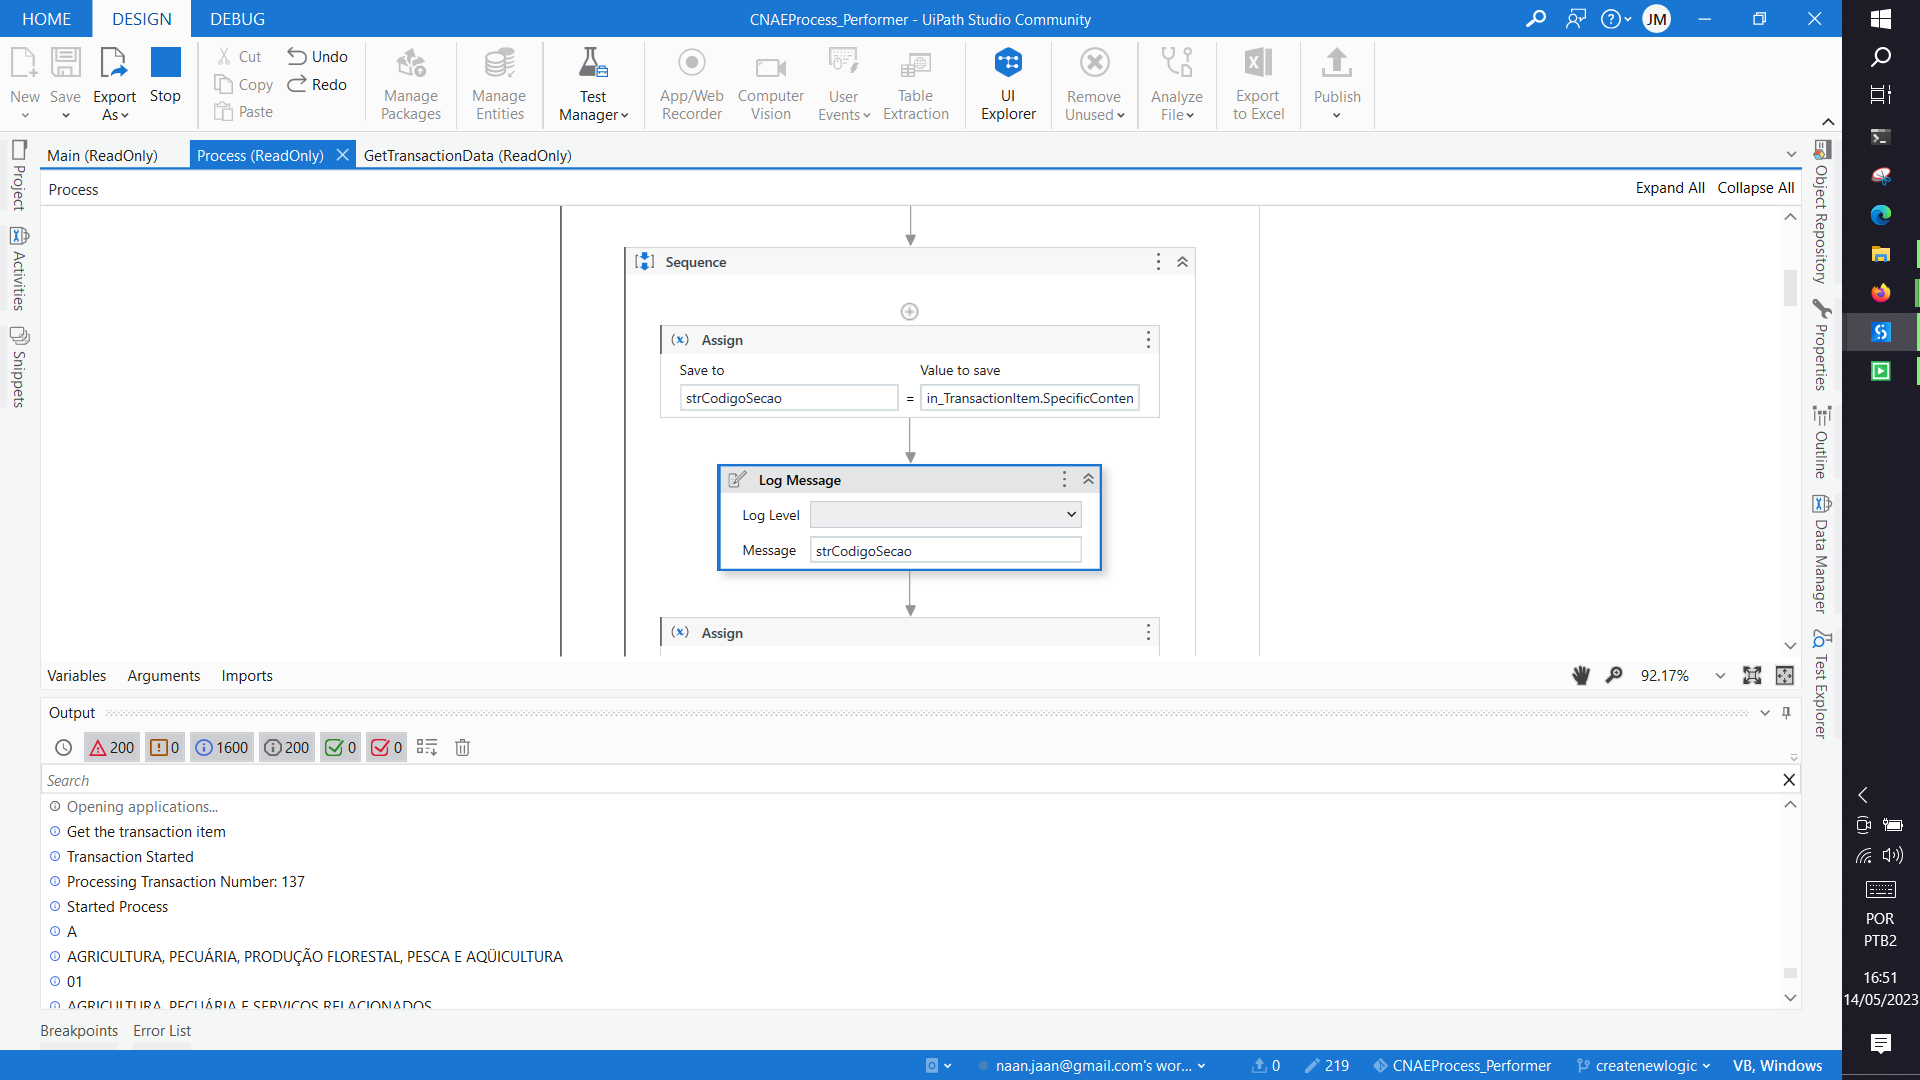 HOME DESIGN DEBUG
CNAEProcess_Performer - UiPath Studio Community
JM
New
Save
Export As
Stop
Cut
Copy
Paste
Undo
Redo
Manage Packages
Manage Entities
Test Manager
App/Web Recorder
Computer Vision
User Events
Table Extraction
UI Explorer
Remove Unused
Analyze File
Export to Excel
Publish
Main (ReadOnly)
Process (ReadOnly)
GetTransactionData (ReadOnly)
Process
Expand All Collapse All
Project
Activities
Snippets
Sequence
Assign
Save to Value to save
strCodigoSecao = in_TransactionItem.SpecificConten
Log Message
Log Level
Message strCodigoSecao
Assign
Variables Arguments Imports
92.17%
Object Repository
Properties
Outline
Data Manager
Test Explorer
Output
200 0 1600 200 0 0
Search
Opening applications...
Get the transaction item
Transaction Started
Processing Transaction Number: 137
Started Process
A
AGRICULTURA, PECUÁRIA, PRODUÇÃO FLORESTAL, PESCA E AQÜICULTURA
01
AGRICULTURA, PECUÁRIA E SERVIÇOS RELACIONADOS
Breakpoints Error List
naan.jaan@gmail.com's wor... 0 219 CNAEProcess_Performer createnewlogic VB, Windows
POR
PTB2
16:51
14/05/2023